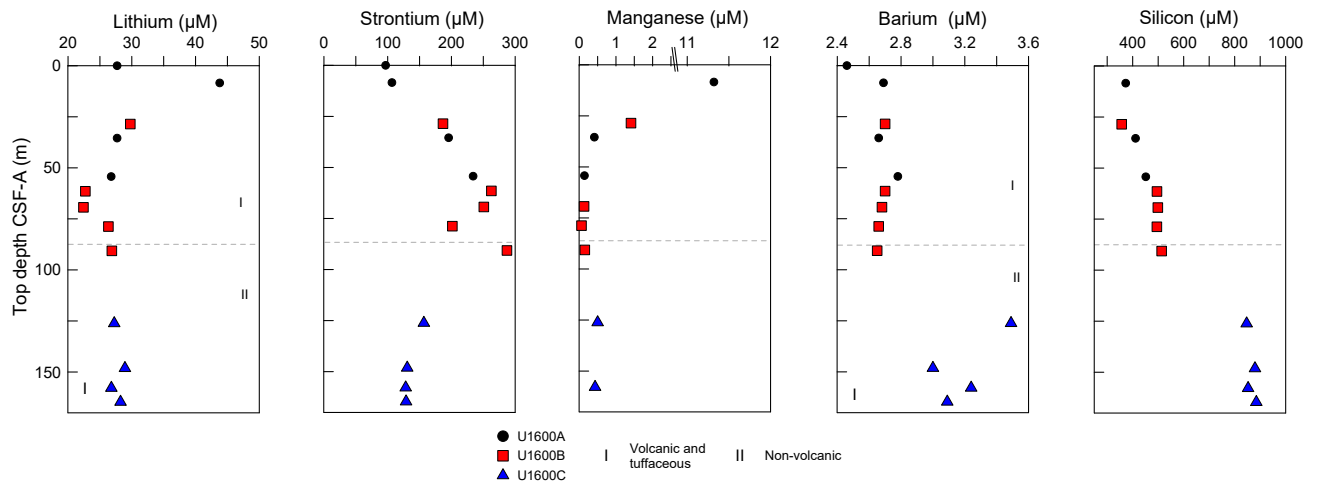 Lithium (µM)
Strontium (µM)
Manganese (µM)
Barium (µM)
Silicon (µM)
20 30 40 50
0 100 200 300
0 1 2 11 12
2.4 2.8 3.2 3.6
400 600 800 1000
0
50
100
150
Top depth CSF-A (m)
I
II
I
I
II
I
U1600A
U1600B
U1600C
I Volcanic and
tuffaceous
II Non-volcanic